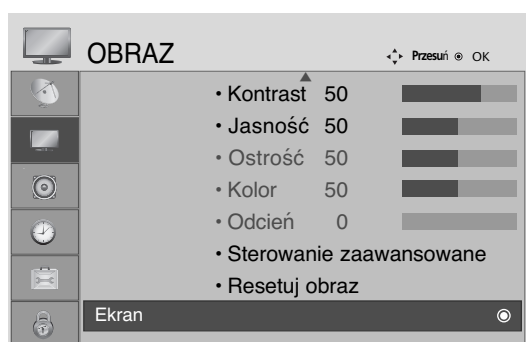 OBRAZ Przesuń OK
• Kontrast 50
• Jasność 50
• Ostrość 50
• Kolor 50
• Odcień 0
• Sterowanie zaawansowane
• Resetuj obraz
Ekran